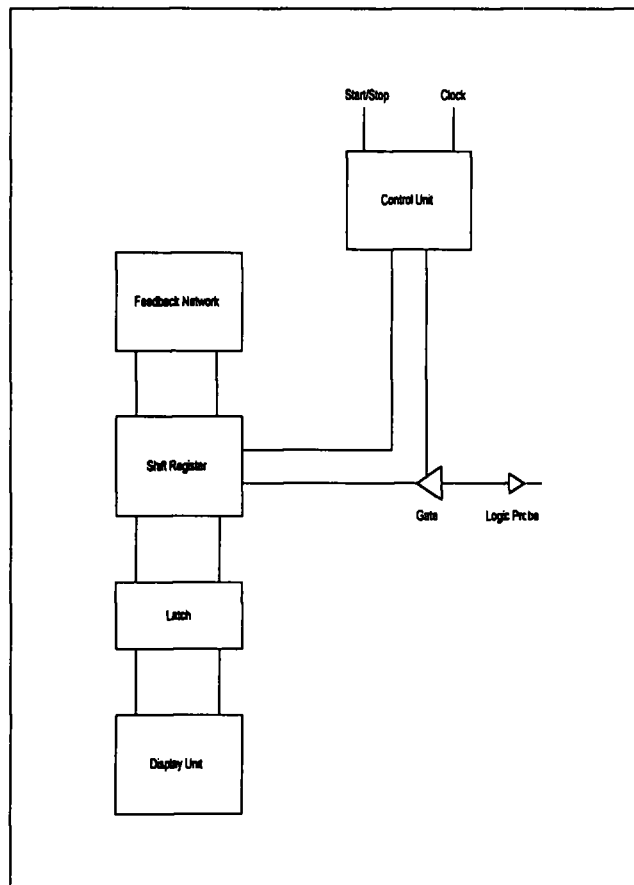 Start/Stop
Clock
Control Unit
Feedback Network
Shift Register
Gate
Logic Probe
Latch
Display Unit